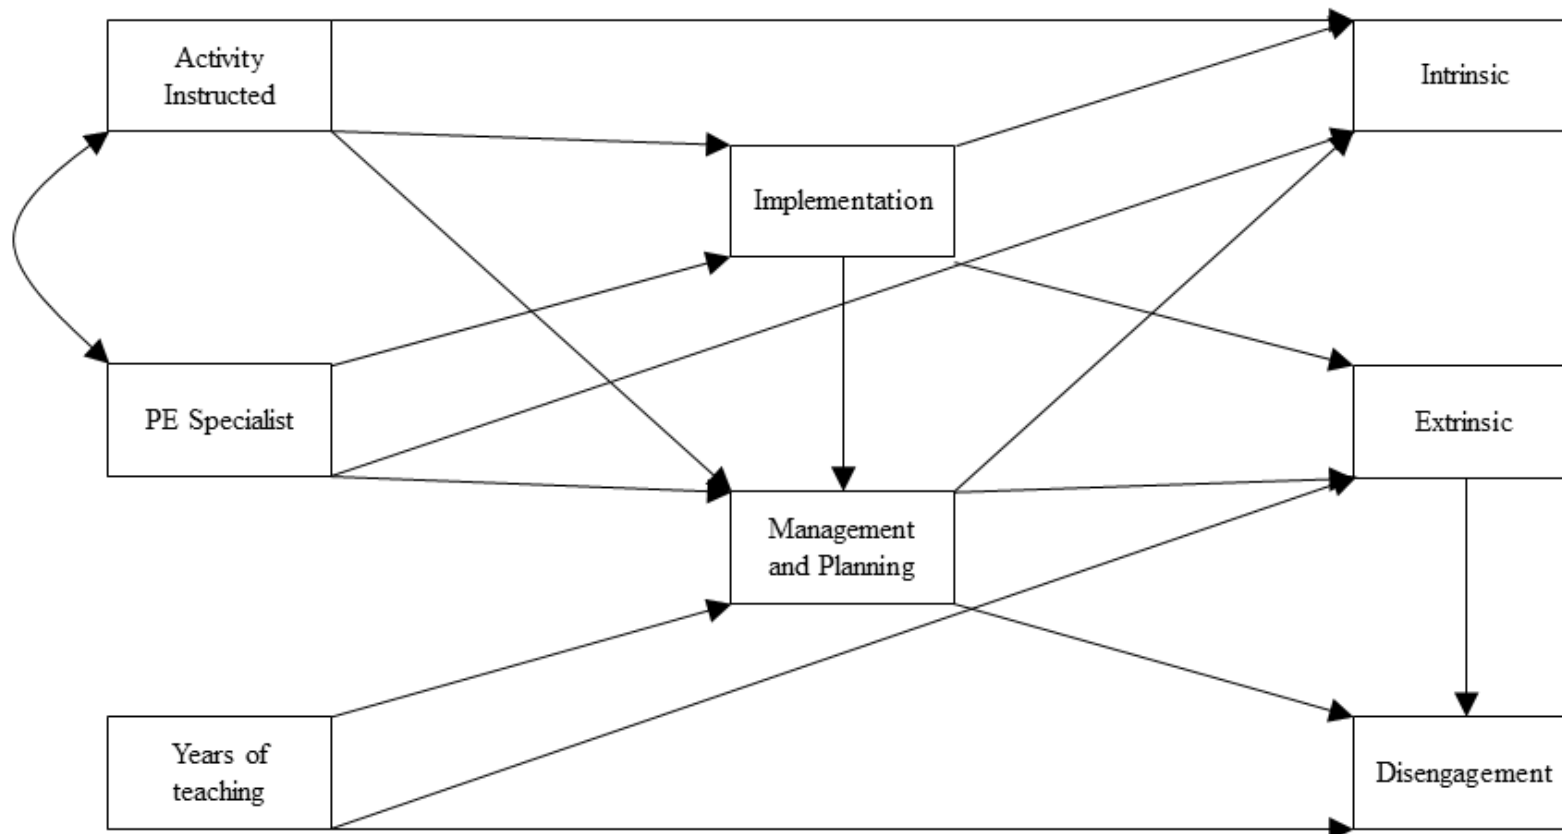 Activity
Instructed
Intrinsic
Implementation
PE Specialist
Extrinsic
Management
and Planning
Years of
teaching
Disengagement